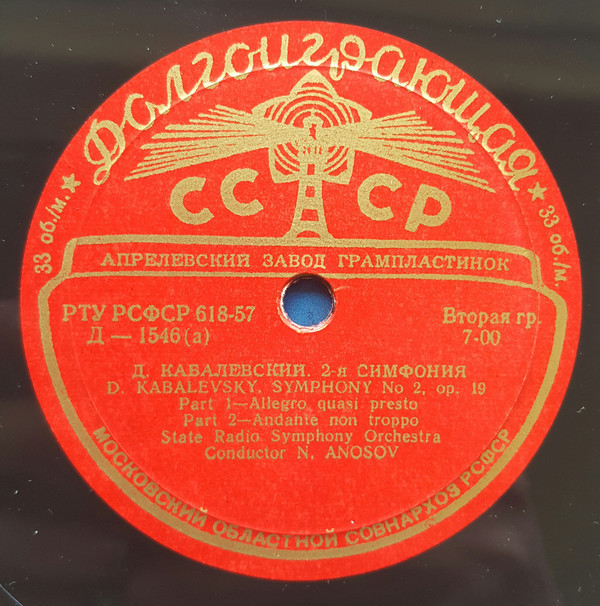 Долгоиграющая
СССР
33 об./м.
33 об./м.
АПРЕЛЕВСКИЙ ЗАВОД ГРАМПЛАСТИНОК
РТУ РСФСР 618-57
Д — 1546 (а)
Вторая гр.
7-00
Д. КАБАЛЕВСКИЙ. 2-я СИМФОНИЯ
D. KABALEVSKY. SYMPHONY No 2, op. 19
Part 1—Allegro quasi presto
Part 2—Andante non troppo
State Radio Symphony Orchestra
Conductor N. ANOSOV
МОСКОВСКИЙ ОБЛАСТНОЙ СОВНАРХОЗ РСФСР